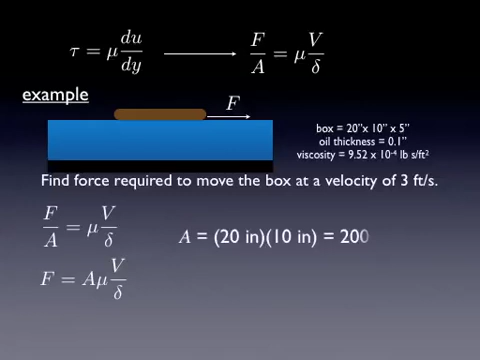 τ = μ du/dy → F/A = μ V/δ
example
F
box = 20"x 10" x 5"
oil thickness = 0.1"
viscosity = 9.52 x 10⁻⁴ lb s/ft²
Find force required to move the box at a velocity of 3 ft/s.
F/A = μ V/δ
A = (20 in)(10 in) = 200
F = Aμ V/δ